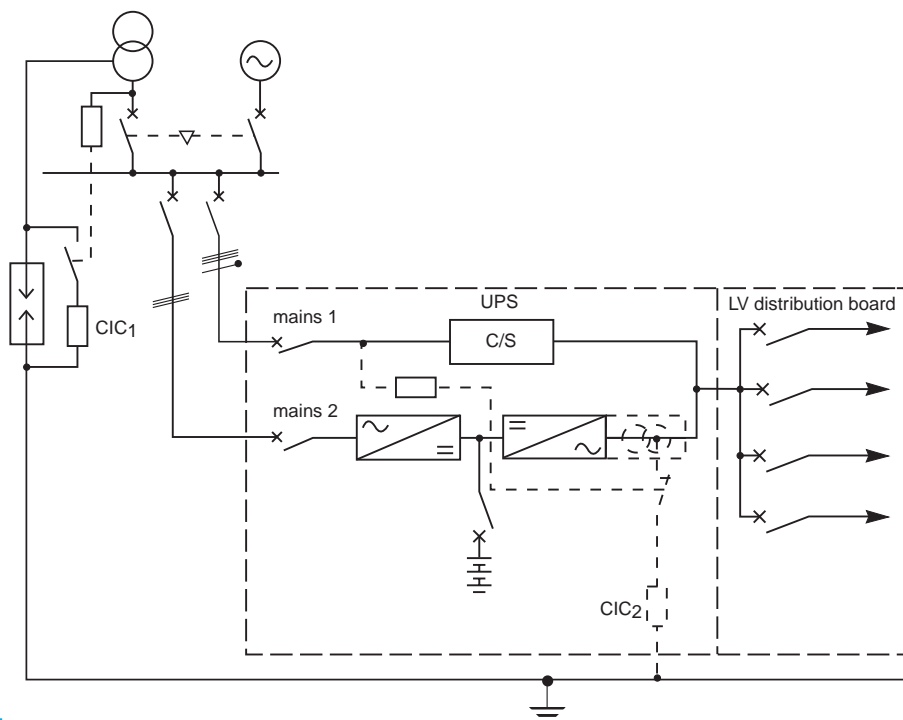 UPS
LV distribution board
mains 1
C/S
CIC1
mains 2
CIC2